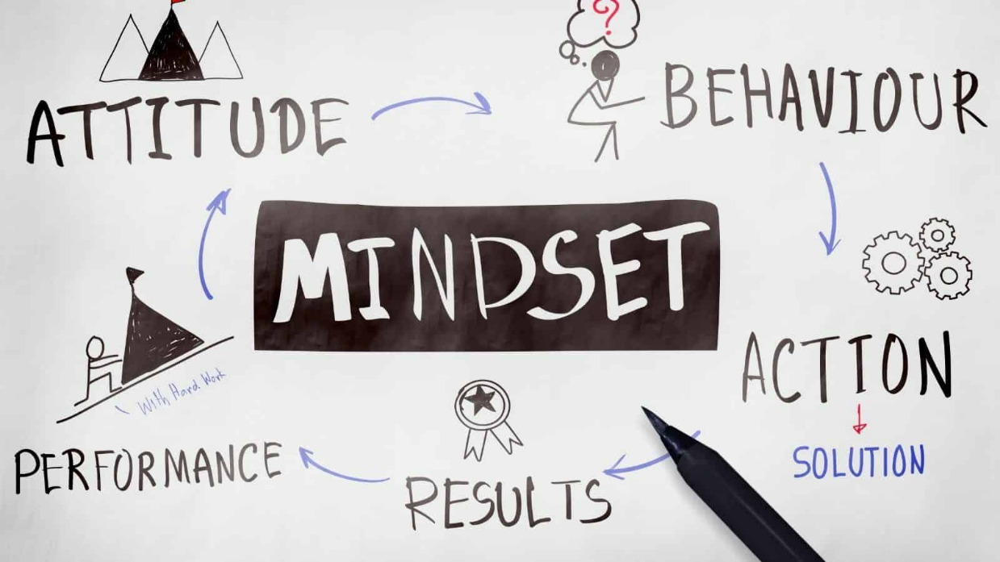 ?
ATTITUDE
BEHAVIOUR
MINDSET
ACTION
With Hard Work
SOLUTION
PERFORMANCE
RESULTS